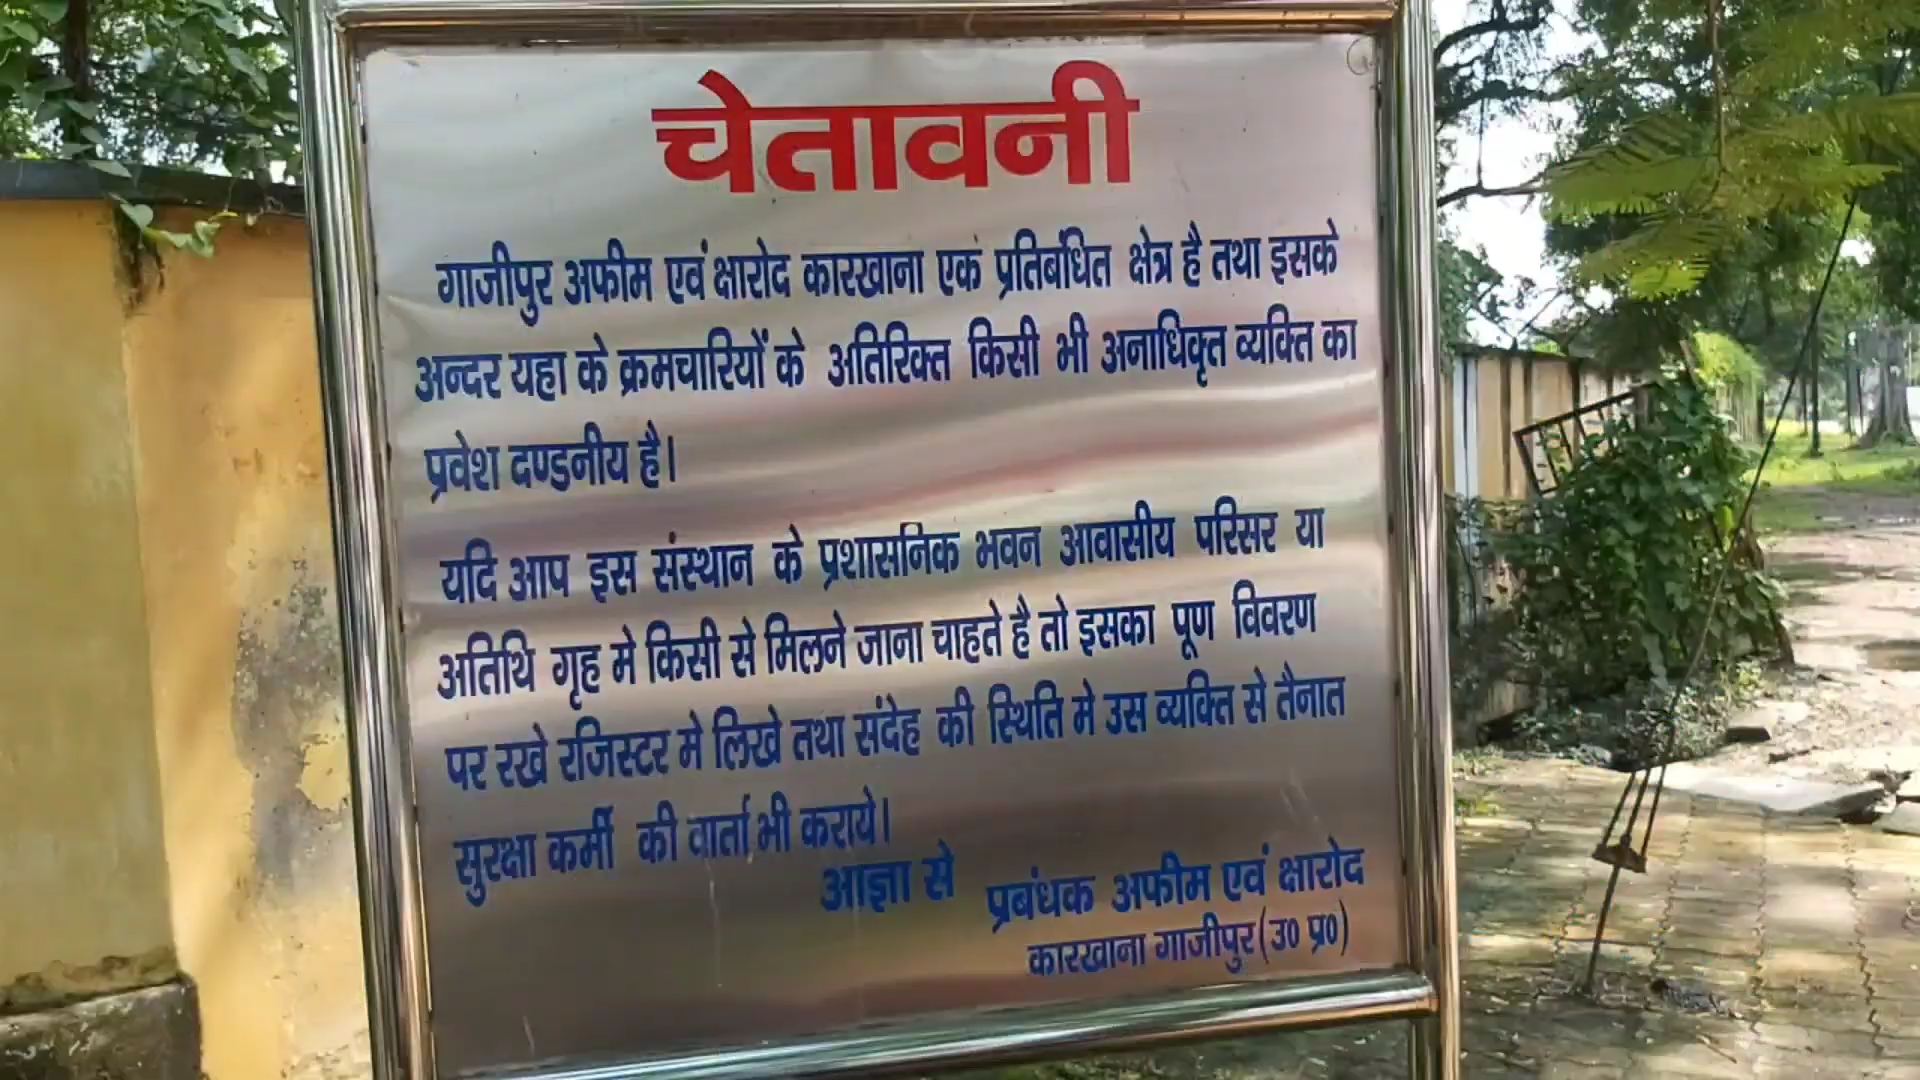 चेतावनी
गाजीपुर अफीम एवं क्षारोद कारखाना एक प्रतिबंधित क्षेत्र है तथा इसके
अन्दर यहा के क्रमचारियों के अतिरिक्त किसी भी अनाधिकृत व्यक्ति का
प्रवेश दण्डनीय है।
यदि आप इस संस्थान के प्रशासनिक भवन आवासीय परिसर या
अतिथि गृह मे किसी से मिलने जाना चाहते है तो इसका पूण विवरण
पर रखे रजिस्टर मे लिखे तथा संदेह की स्थिति मे उस व्यक्ति से तैनात
सुरक्षा कर्मी की वार्ता भी कराये।
आज्ञा से
प्रबंधक अफीम एवं क्षारोद
कारखाना गाजीपुर (उ0 प्र0)